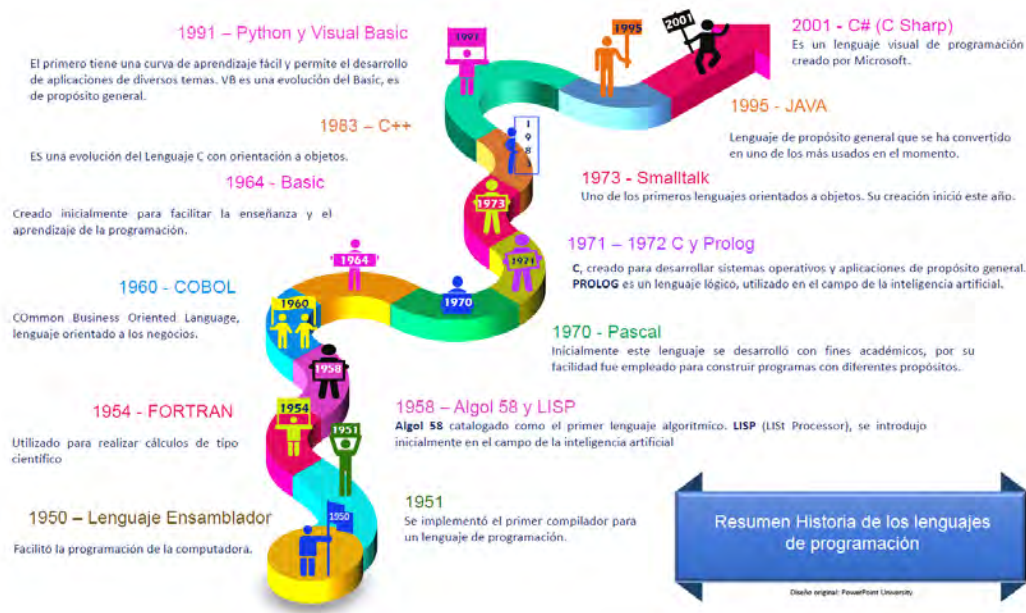 1991 – Python y Visual Basic
El primero tiene una curva de aprendizaje fácil y permite el desarrollo
de aplicaciones de diversos temas. VB es una evolución del Basic, es
de propósito general.
1983 – C++
ES una evolución del Lenguaje C con orientación a objetos.
1964 - Basic
Creado inicialmente para facilitar la enseñanza y el
aprendizaje de la programación.
1960 - COBOL
COmmon Business Oriented Language,
lenguaje orientado a los negocios.
1954 - FORTRAN
Utilizado para realizar cálculos de tipo
científico
1950 – Lenguaje Ensamblador
Facilitó la programación de la computadora.
1991
1995
2001
1983
1973
1971
1964
1970
1960
1958
1954
1951
1950
2001 - C# (C Sharp)
Es un lenguaje visual de programación
creado por Microsoft.
1995 - JAVA
Lenguaje de propósito general que se ha convertido
en uno de los más usados en el momento.
1973 - Smalltalk
Uno de los primeros lenguajes orientados a objetos. Su creación inició este año.
1971 – 1972 C y Prolog
C, creado para desarrollar sistemas operativos y aplicaciones de propósito general.
PROLOG es un lenguaje lógico, utilizado en el campo de la inteligencia artificial.
1970 - Pascal
Inicialmente este lenguaje se desarrolló con fines académicos, por su
facilidad fue empleado para construir programas con diferentes propósitos.
1958 – Algol 58 y LISP
Algol 58 catalogado como el primer lenguaje algorítmico. LISP (LISt Processor), se introdujo
inicialmente en el campo de la inteligencia artificial
1951
Se implementó el primer compilador para
un lenguaje de programación.
Resumen Historia de los lenguajes
de programación
Diseño original: PowerPoint University